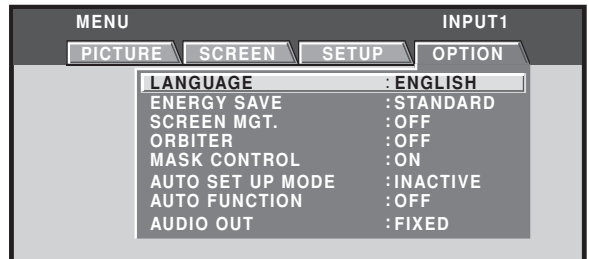 MENU INPUT1
PICTURE SCREEN SETUP OPTION
LANGUAGE :ENGLISH
ENERGY SAVE :STANDARD
SCREEN MGT. :OFF
ORBITER :OFF
MASK CONTROL :ON
AUTO SET UP MODE :INACTIVE
AUTO FUNCTION :OFF
AUDIO OUT :FIXED